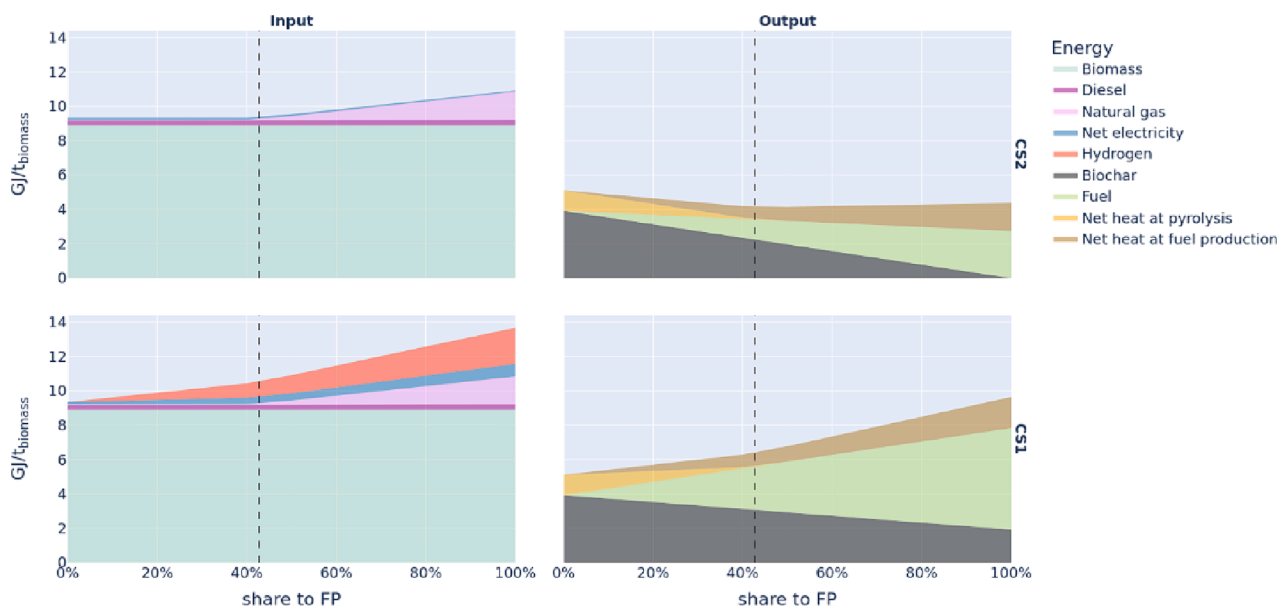 Input
Output
14
12
10
8
6
4
2
0
GJ/t_biomass
CS2
Energy
Biomass
Diesel
Natural gas
Net electricity
Hydrogen
Biochar
Fuel
Net heat at pyrolysis
Net heat at fuel production
14
12
10
8
6
4
2
0
GJ/t_biomass
CS1
0% 20% 40% 60% 80% 100%
0% 20% 40% 60% 80% 100%
share to FP
share to FP